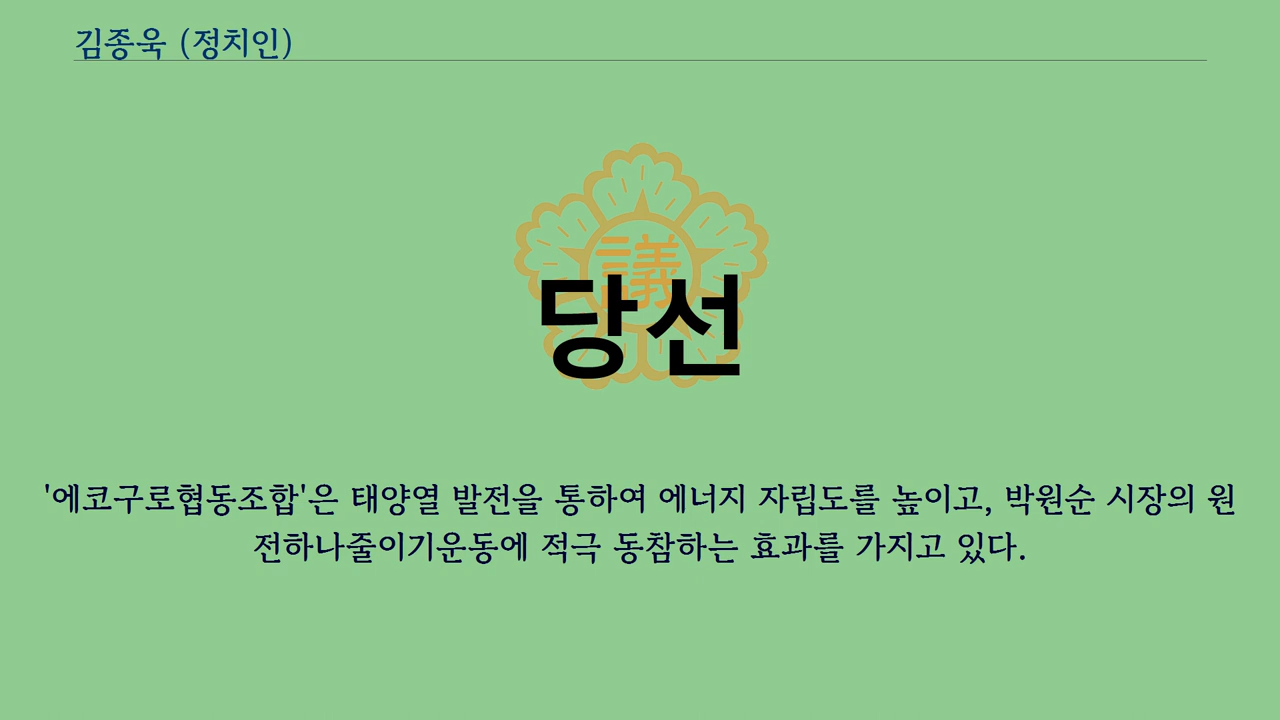 김종욱 (정치인)
議
당선
'에코구로협동조합'은 태양열 발전을 통하여 에너지 자립도를 높이고, 박원순 시장의 원
전하나줄이기운동에 적극 동참하는 효과를 가지고 있다.